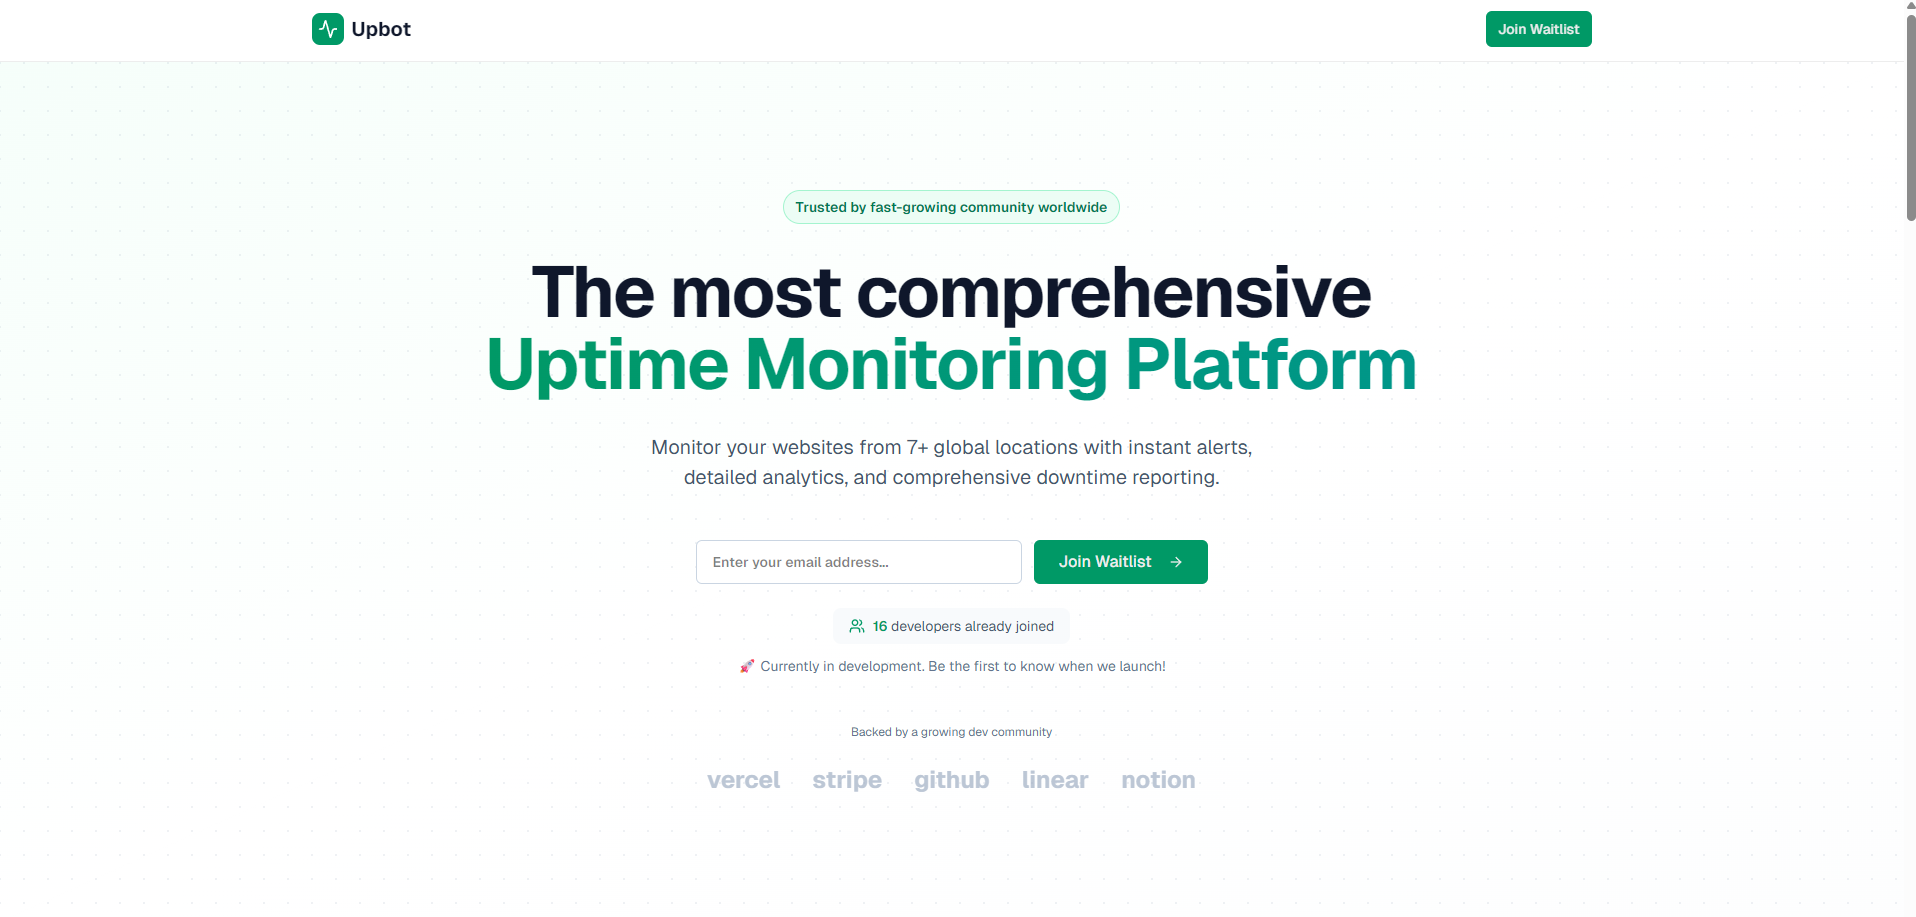 Upbot
Join Waitlist
Trusted by fast-growing community worldwide
The most comprehensive
Uptime Monitoring Platform
Monitor your websites from 7+ global locations with instant alerts,
detailed analytics, and comprehensive downtime reporting.
Enter your email address...
Join Waitlist →
16 developers already joined
🚀 Currently in development. Be the first to know when we launch!
Backed by a growing dev community
vercel stripe github linear notion